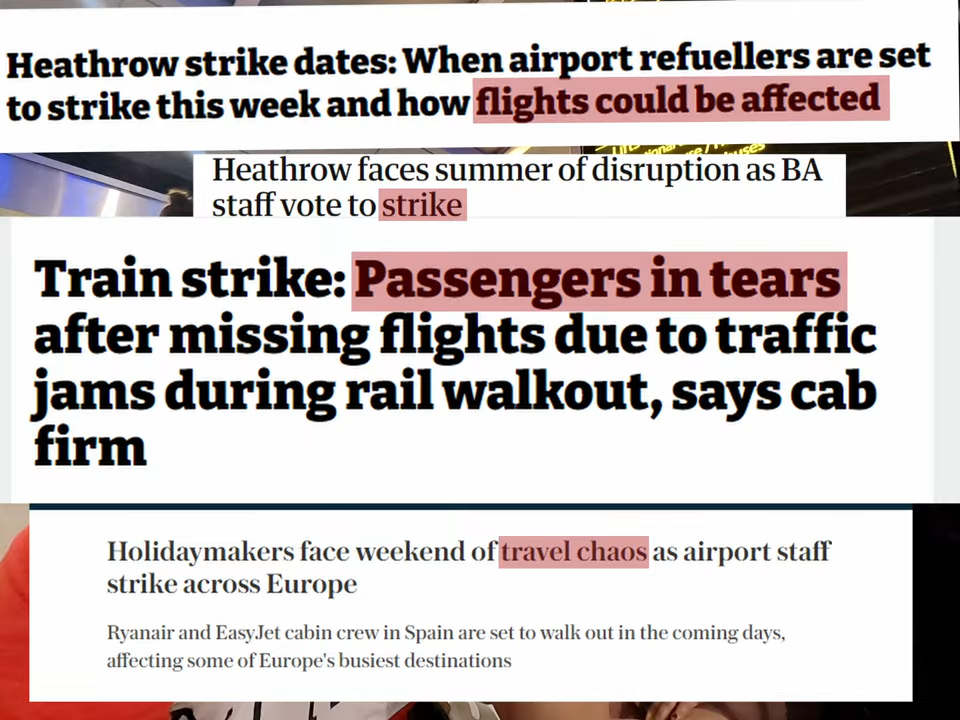 Heathrow strike dates: When airport refuellers are set
to strike this week and how flights could be affected
Heathrow faces summer of disruption as BA
staff vote to strike
Train strike: Passengers in tears
after missing flights due to traffic
jams during rail walkout, says cab
firm
Holidaymakers face weekend of travel chaos as airport staff
strike across Europe
Ryanair and EasyJet cabin crew in Spain are set to walk out in the coming days,
affecting some of Europe's busiest destinations